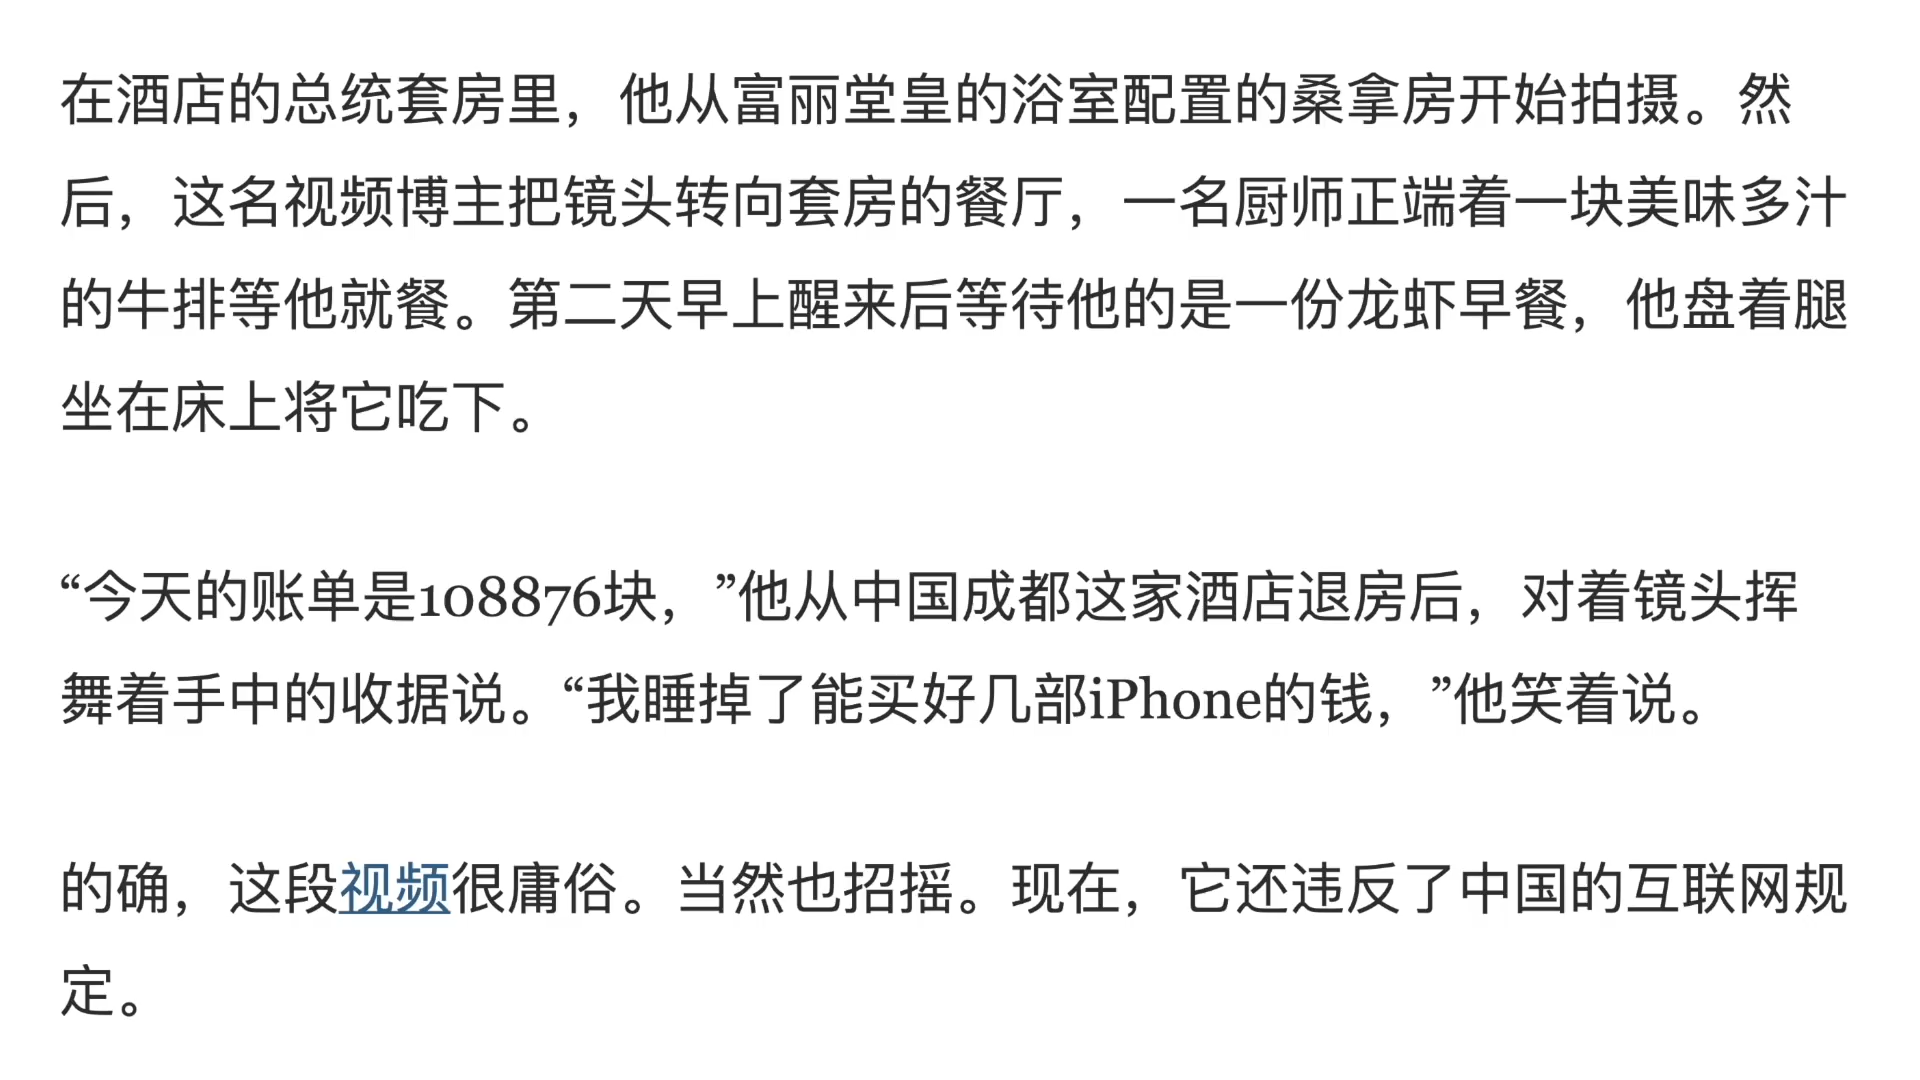 在酒店的总统套房里，他从富丽堂皇的浴室配置的桑拿房开始拍摄。然
后，这名视频博主把镜头转向套房的餐厅，一名厨师正端着一块美味多汁
的牛排等他就餐。第二天早上醒来后等待他的是一份龙虾早餐，他盘着腿
坐在床上将它吃下。
“今天的账单是108876块，”他从中国成都这家酒店退房后，对着镜头挥
舞着手中的收据说。“我睡掉了能买好几部iPhone的钱，”他笑着说。
的确，这段视频很庸俗。当然也招摇。现在，它还违反了中国的互联网规
定。